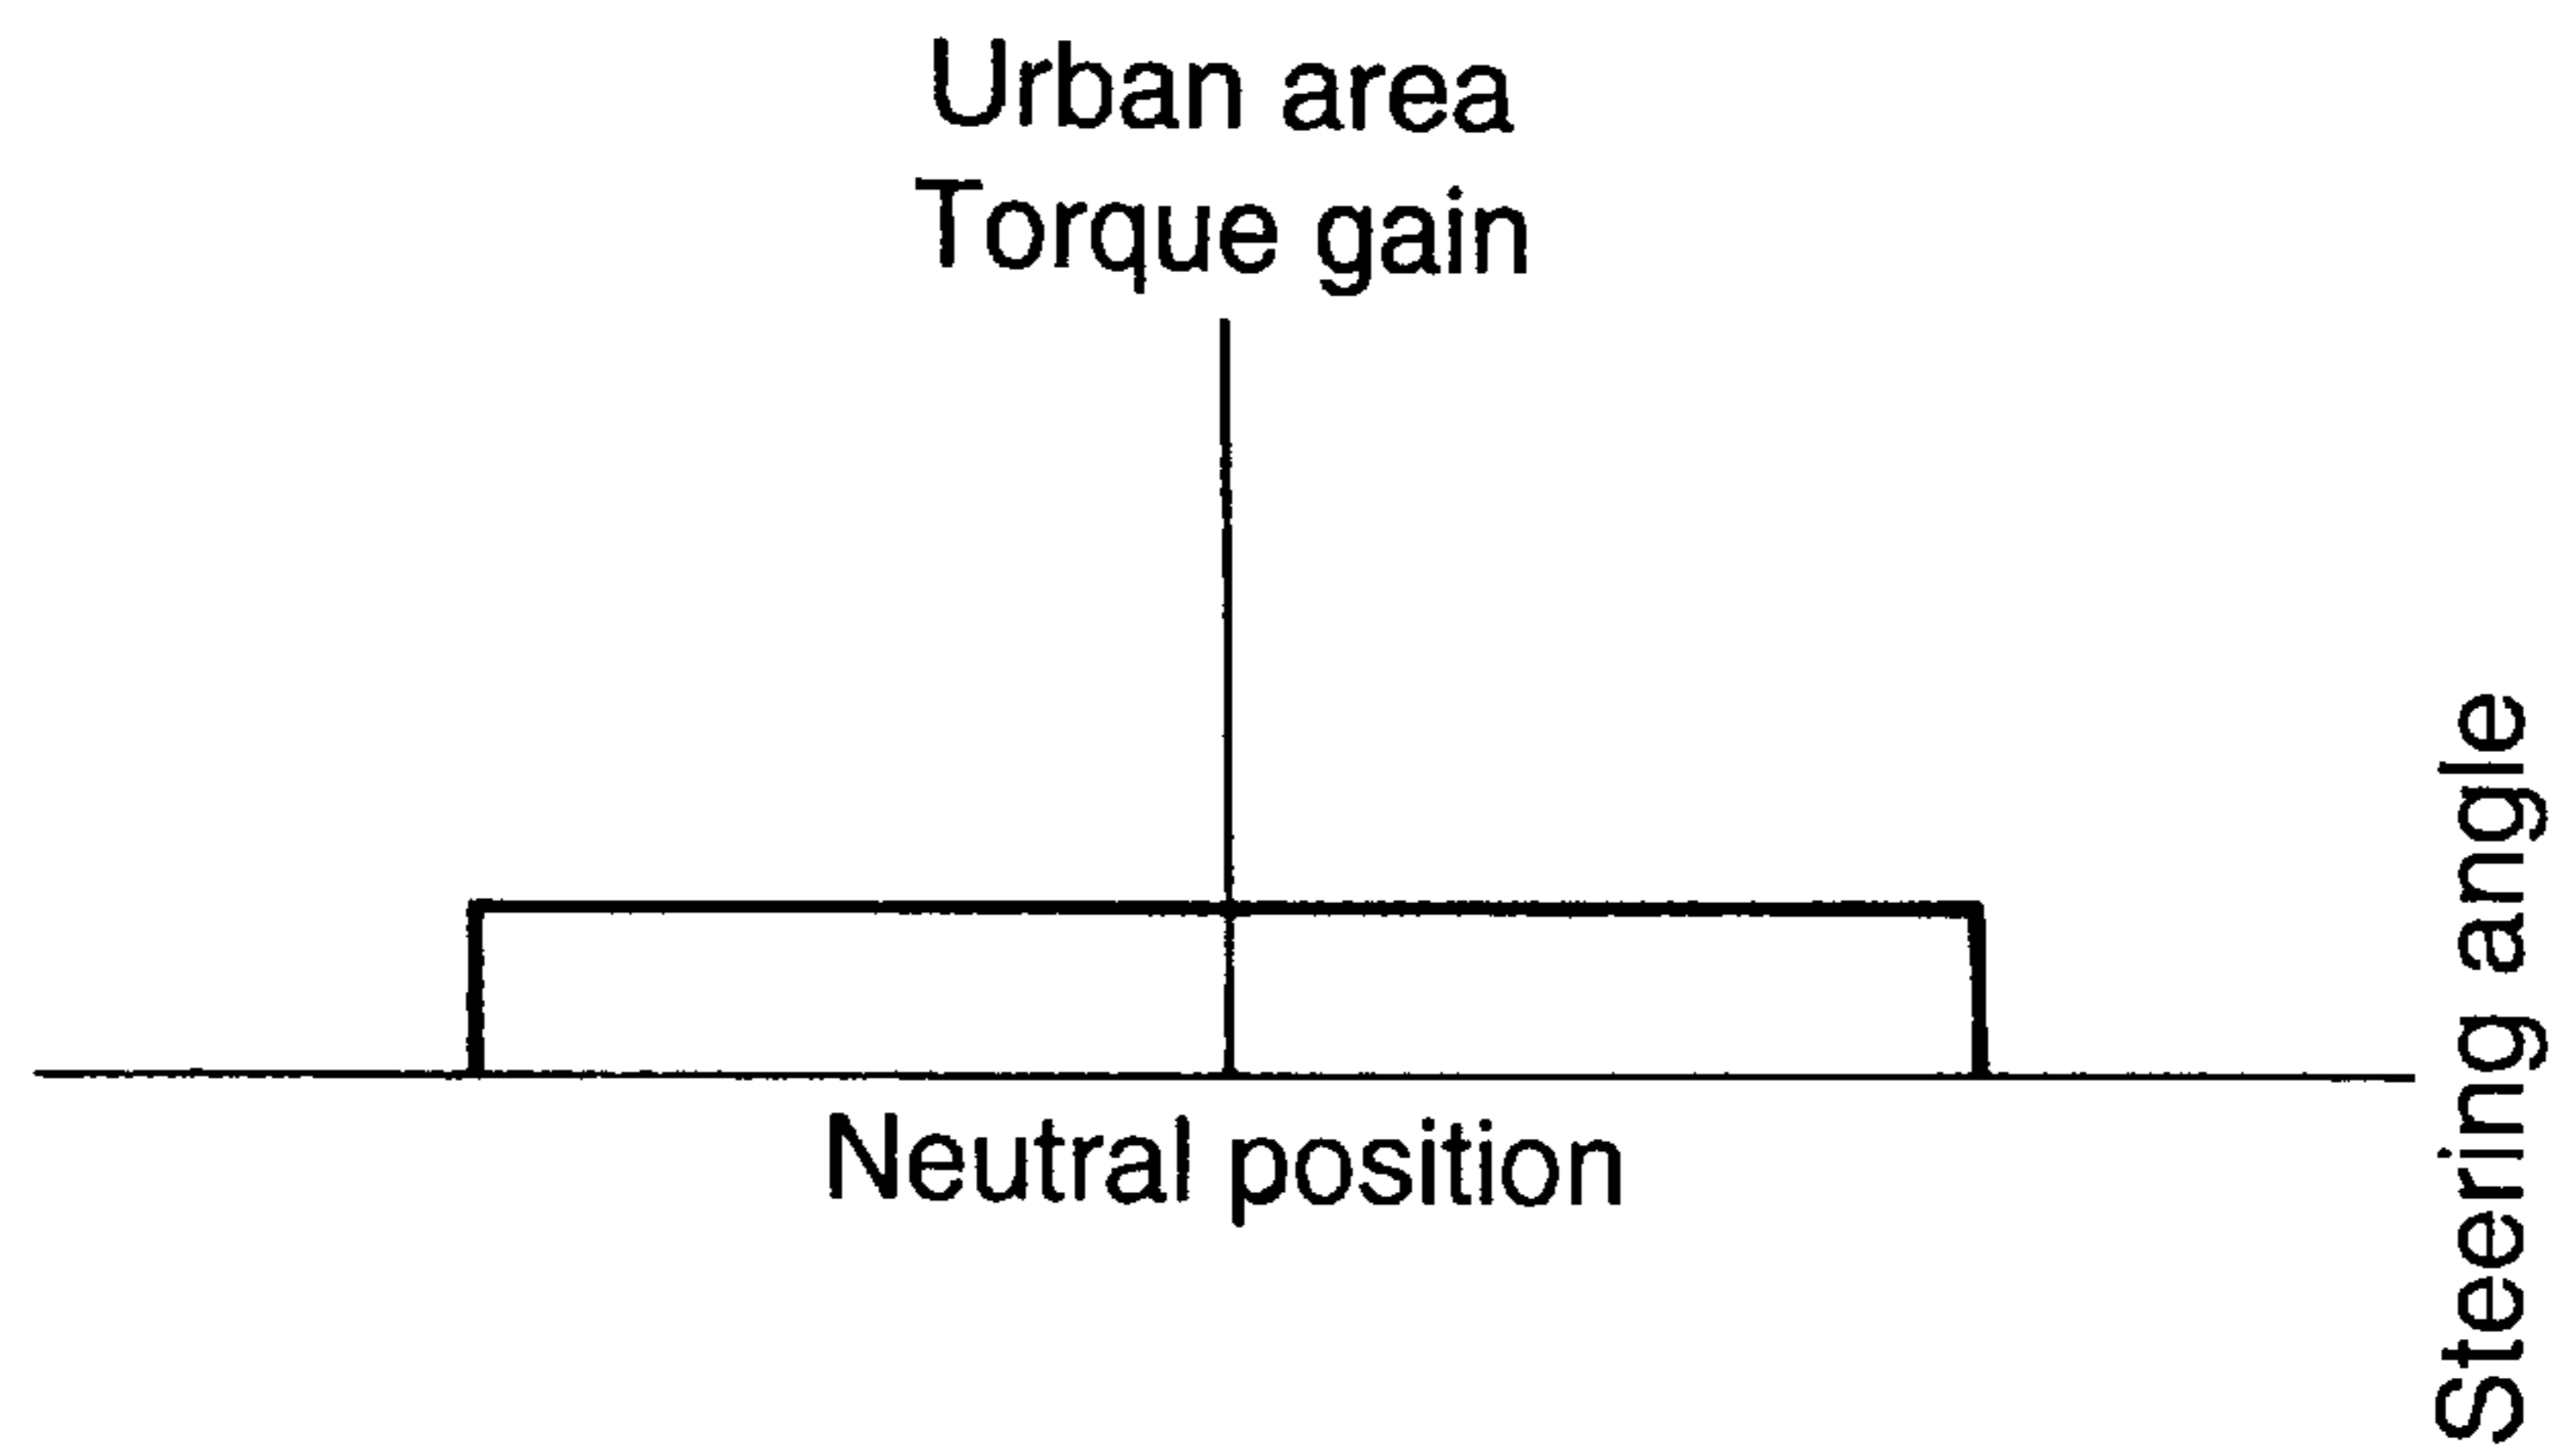 Urban area
Torque gain
Neutral position
Steering angle